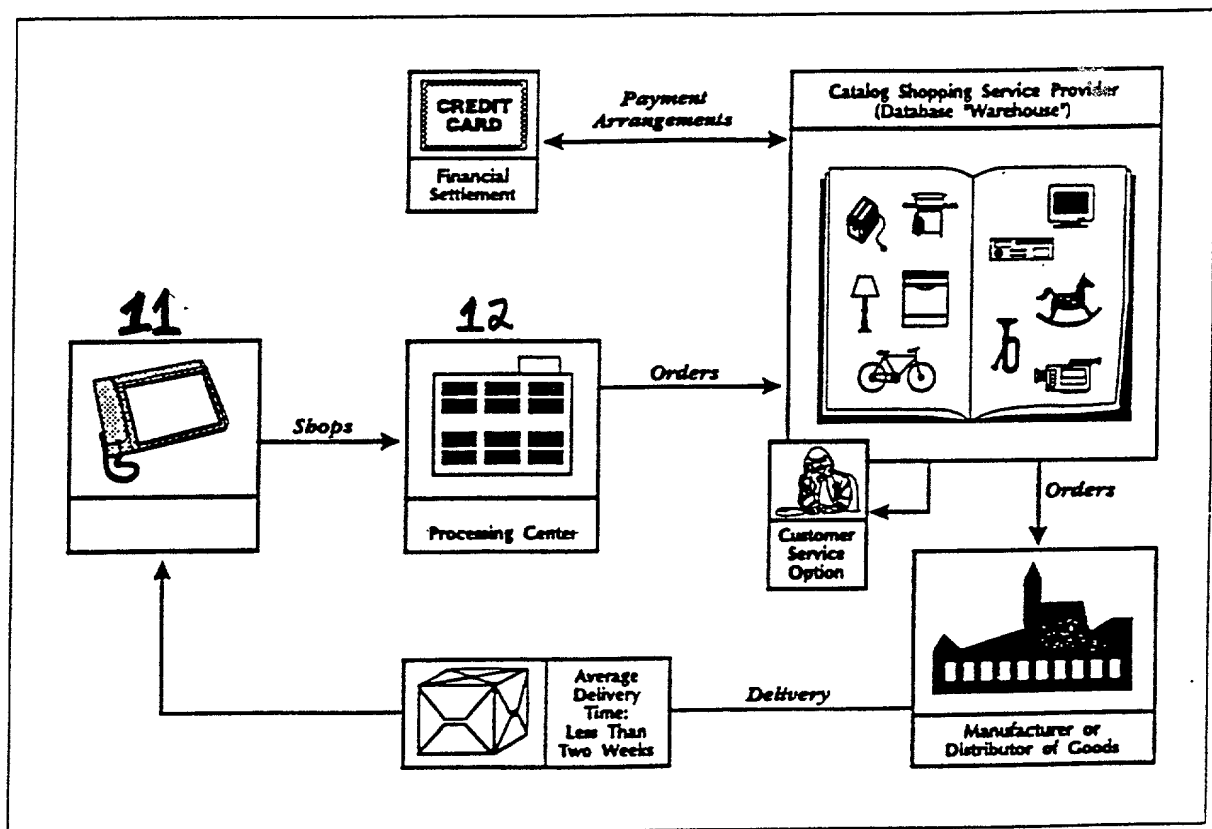 CREDIT
CARD
Financial
Settlement
Payment
Arrangements
Catalog Shopping Service Provider
(Database "Warehouse")
11
12
Shops
Orders
Processing Center
Customer
Service
Option
Orders
Average
Delivery
Time:
Less Than
Two Weeks
Delivery
Manufacturer or
Distributor of Goods